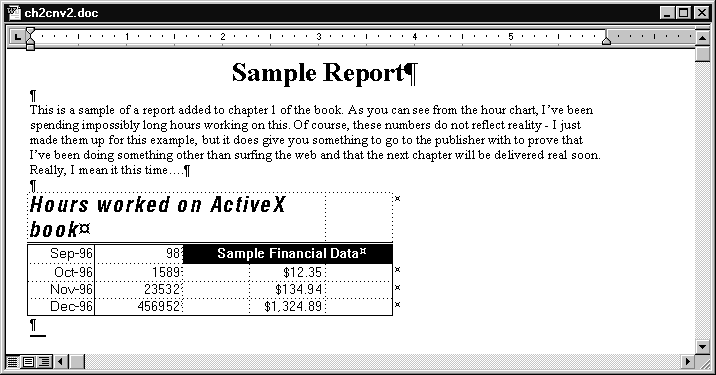 ch2cnv2.doc
1 2 3 4 5
Sample Report¶
¶
This is a sample of a report added to chapter 1 of the book. As you can see from the hour chart, I've been
spending impossibly long hours working on this. Of course, these numbers do not reflect reality - I just
made them up for this example, but it does give you something to go to the publisher with to prove that
I've been doing something other than surfing the web and that the next chapter will be delivered real soon.
Really, I mean it this time....¶
¶
Hours worked on ActiveX
book¤ ¤
Sep-96 98 Sample Financial Data¤
Oct-96 1589 $12.35 ¤
Nov-96 23532 $134.94 ¤
Dec-96 456952 $1,324.89 ¤
¶